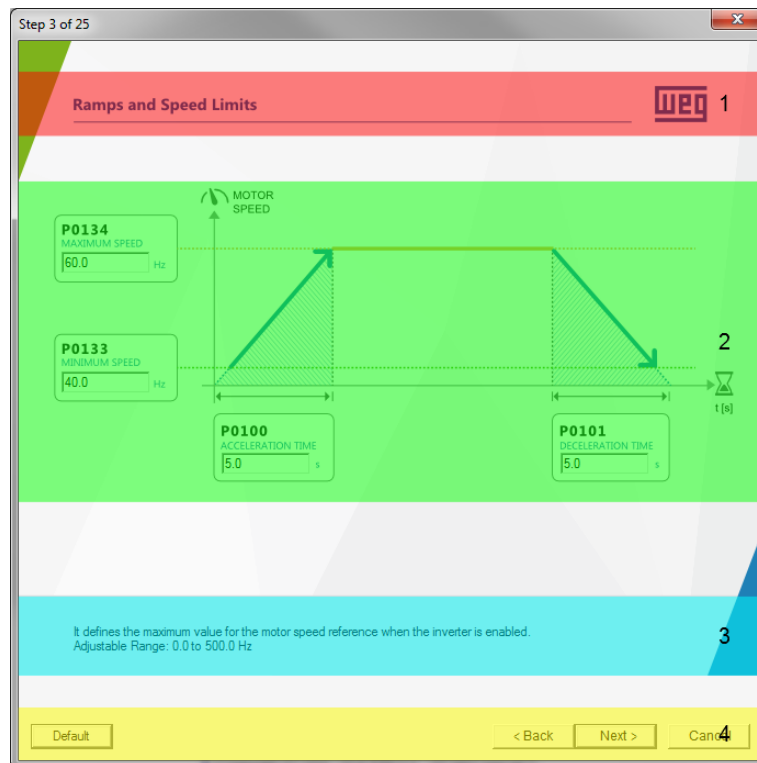 Step 3 of 25
Ramps and Speed Limits
WEG
1
MOTOR
SPEED
P0134
MAXIMUM SPEED
60.0 Hz
P0133
MINIMUM SPEED
40.0 Hz
2
t [s]
P0100
ACCELERATION TIME
5.0 s
P0101
DECELERATION TIME
5.0 s
It defines the maximum value for the motor speed reference when the inverter is enabled.
Adjustable Range: 0.0 to 500.0 Hz
3
Default
< Back
Next >
Cancel
4